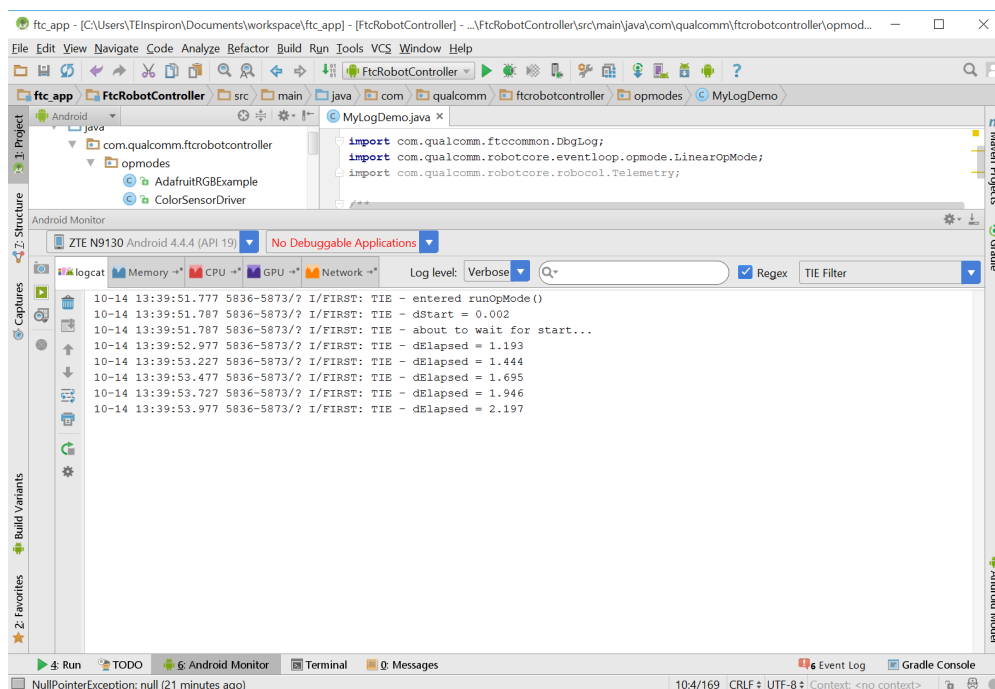 ftc_app - [C:\Users\TEInspiron\Documents\workspace\ftc_app] - [FtcRobotController] - ...\FtcRobotController\src\main\java\com\qualcomm\ftcrobotcontroller\opmod...
File Edit View Navigate Code Analyze Refactor Build Run Tools VCS Window Help
FtcRobotController
ftc_app FtcRobotController src main java com qualcomm ftcrobotcontroller opmodes MyLogDemo
1: Project
Android
MyLogDemo.java
java
com.qualcomm.ftcrobotcontroller
opmodes
AdafruitRGBExample
ColorSensorDriver
import com.qualcomm.ftccommon.DbgLog;
import com.qualcomm.robotcore.eventloop.opmode.LinearOpMode;
import com.qualcomm.robotcore.robocol.Telemetry;
/**
Maven Projects
Gradle
7: Structure
Android Monitor
ZTE N9130 Android 4.4.4 (API 19) No Debuggable Applications
logcat Memory CPU GPU Network Log level: Verbose Regex TIE Filter
Captures
10-14 13:39:51.777 5836-5873/? I/FIRST: TIE - entered runOpMode()
10-14 13:39:51.787 5836-5873/? I/FIRST: TIE - dStart = 0.002
10-14 13:39:51.787 5836-5873/? I/FIRST: TIE - about to wait for start...
10-14 13:39:52.977 5836-5873/? I/FIRST: TIE - dElapsed = 1.193
10-14 13:39:53.227 5836-5873/? I/FIRST: TIE - dElapsed = 1.444
10-14 13:39:53.477 5836-5873/? I/FIRST: TIE - dElapsed = 1.695
10-14 13:39:53.727 5836-5873/? I/FIRST: TIE - dElapsed = 1.946
10-14 13:39:53.977 5836-5873/? I/FIRST: TIE - dElapsed = 2.197
Build Variants
2: Favorites
Android Model
4: Run TODO 6: Android Monitor Terminal 0: Messages 6 Event Log Gradle Console
NullPointerException: null (21 minutes ago) 10:4/169 CRLF UTF-8 Context: <no context>